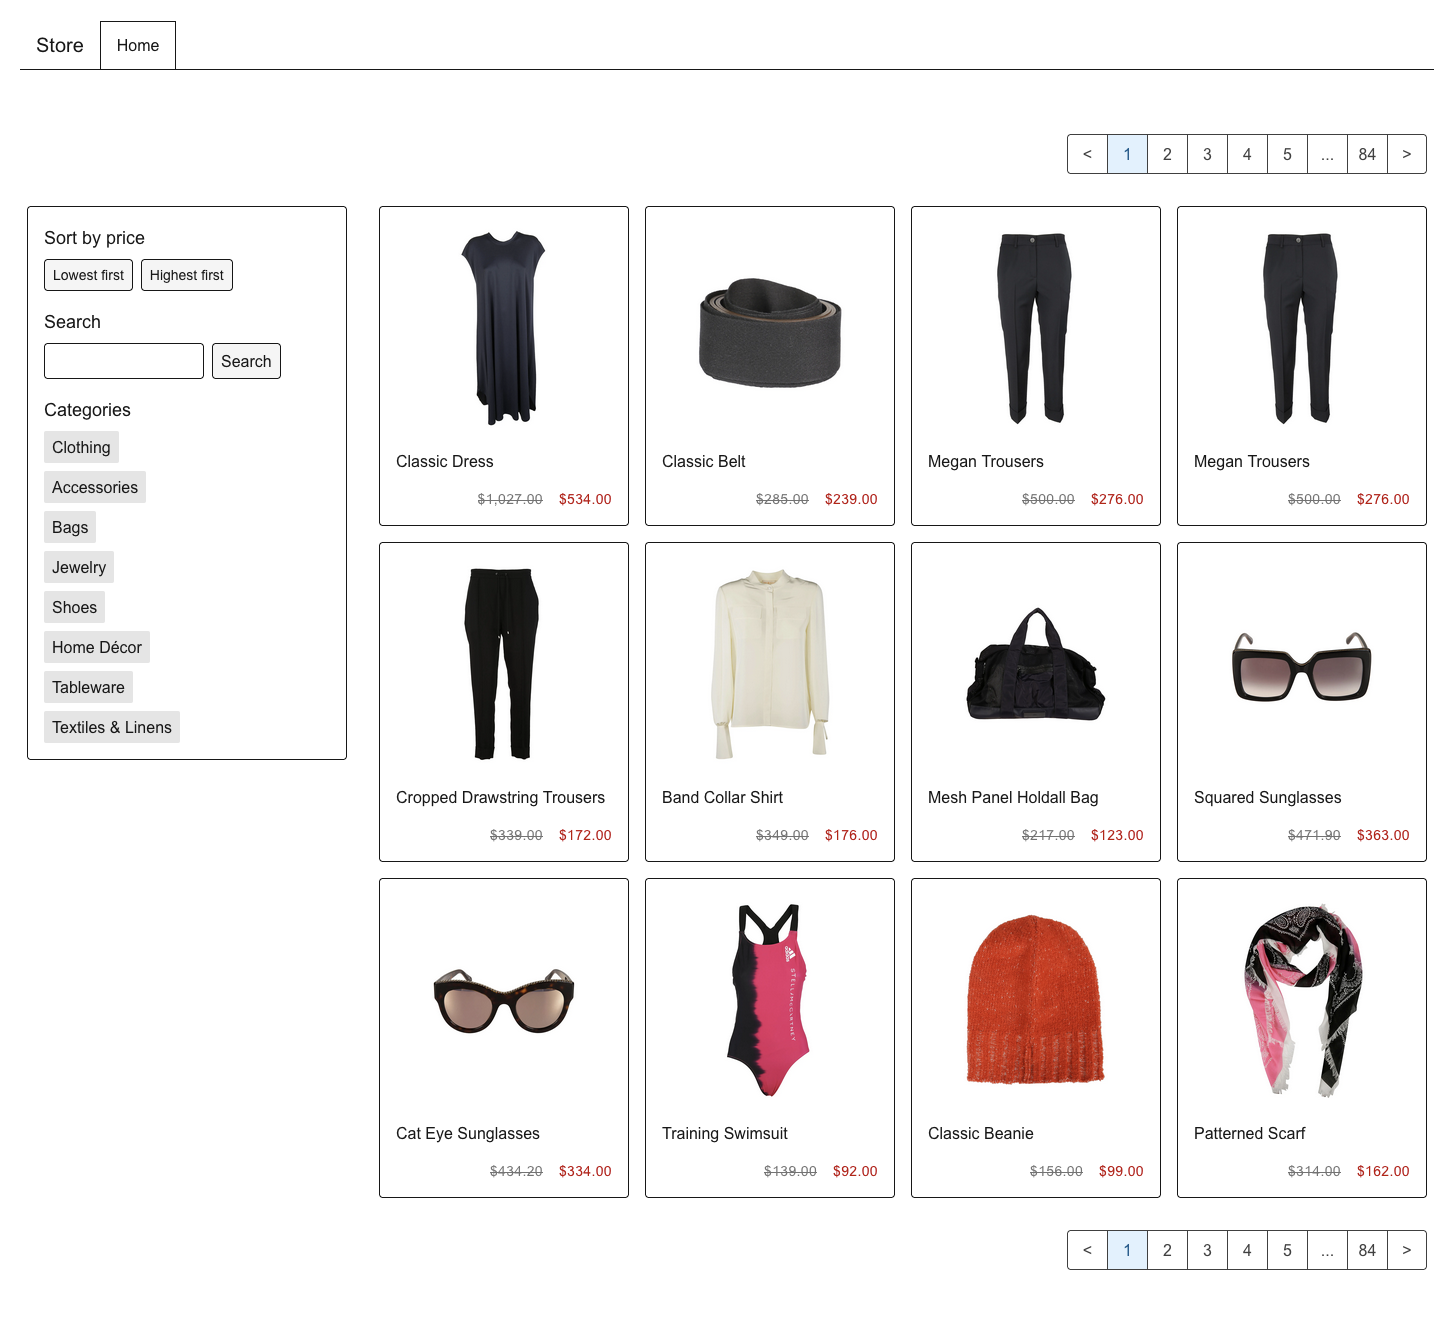 Store Home
< 1 2 3 4 5 ... 84 >
Sort by price
Lowest first Highest first
Search
Search
Categories
Clothing
Accessories
Bags
Jewelry
Shoes
Home Décor
Tableware
Textiles & Linens
Classic Dress
$1,027.00 $534.00
Classic Belt
$285.00 $239.00
Megan Trousers
$500.00 $276.00
Megan Trousers
$500.00 $276.00
Cropped Drawstring Trousers
$339.00 $172.00
Band Collar Shirt
$349.00 $176.00
Mesh Panel Holdall Bag
$217.00 $123.00
Squared Sunglasses
$471.90 $363.00
Cat Eye Sunglasses
$434.20 $334.00
adidas
STELLAMcCARTNEY
Training Swimsuit
$139.00 $92.00
Classic Beanie
$156.00 $99.00
Patterned Scarf
$314.00 $162.00
< 1 2 3 4 5 ... 84 >